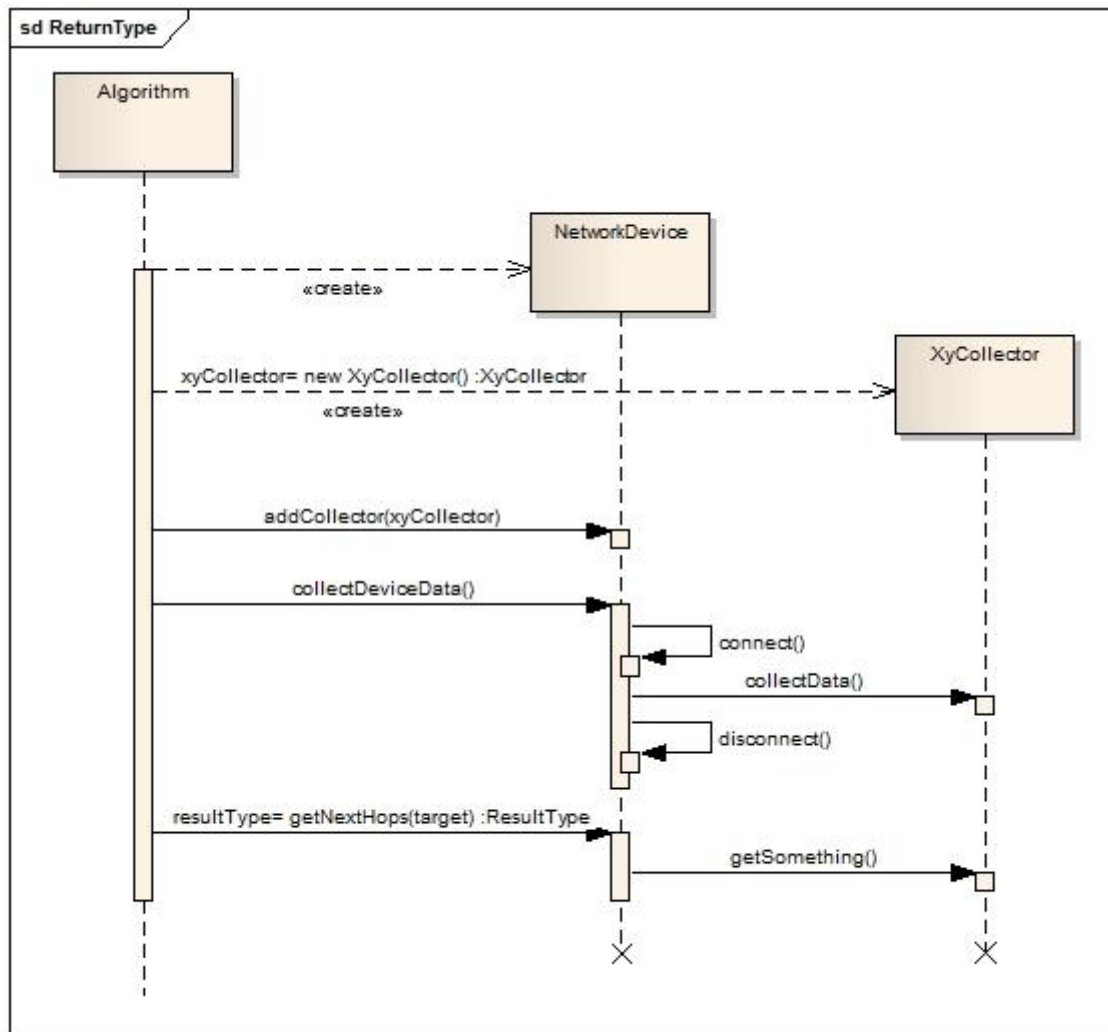 sd ReturnType
Algorithm
NetworkDevice
«create»
XyCollector
xyCollector= new XyCollector() :XyCollector
«create»
addCollector(xyCollector)
collectDeviceData()
connect()
collectData()
disconnect()
resultType= getNextHops(target) :ResultType
getSomething()